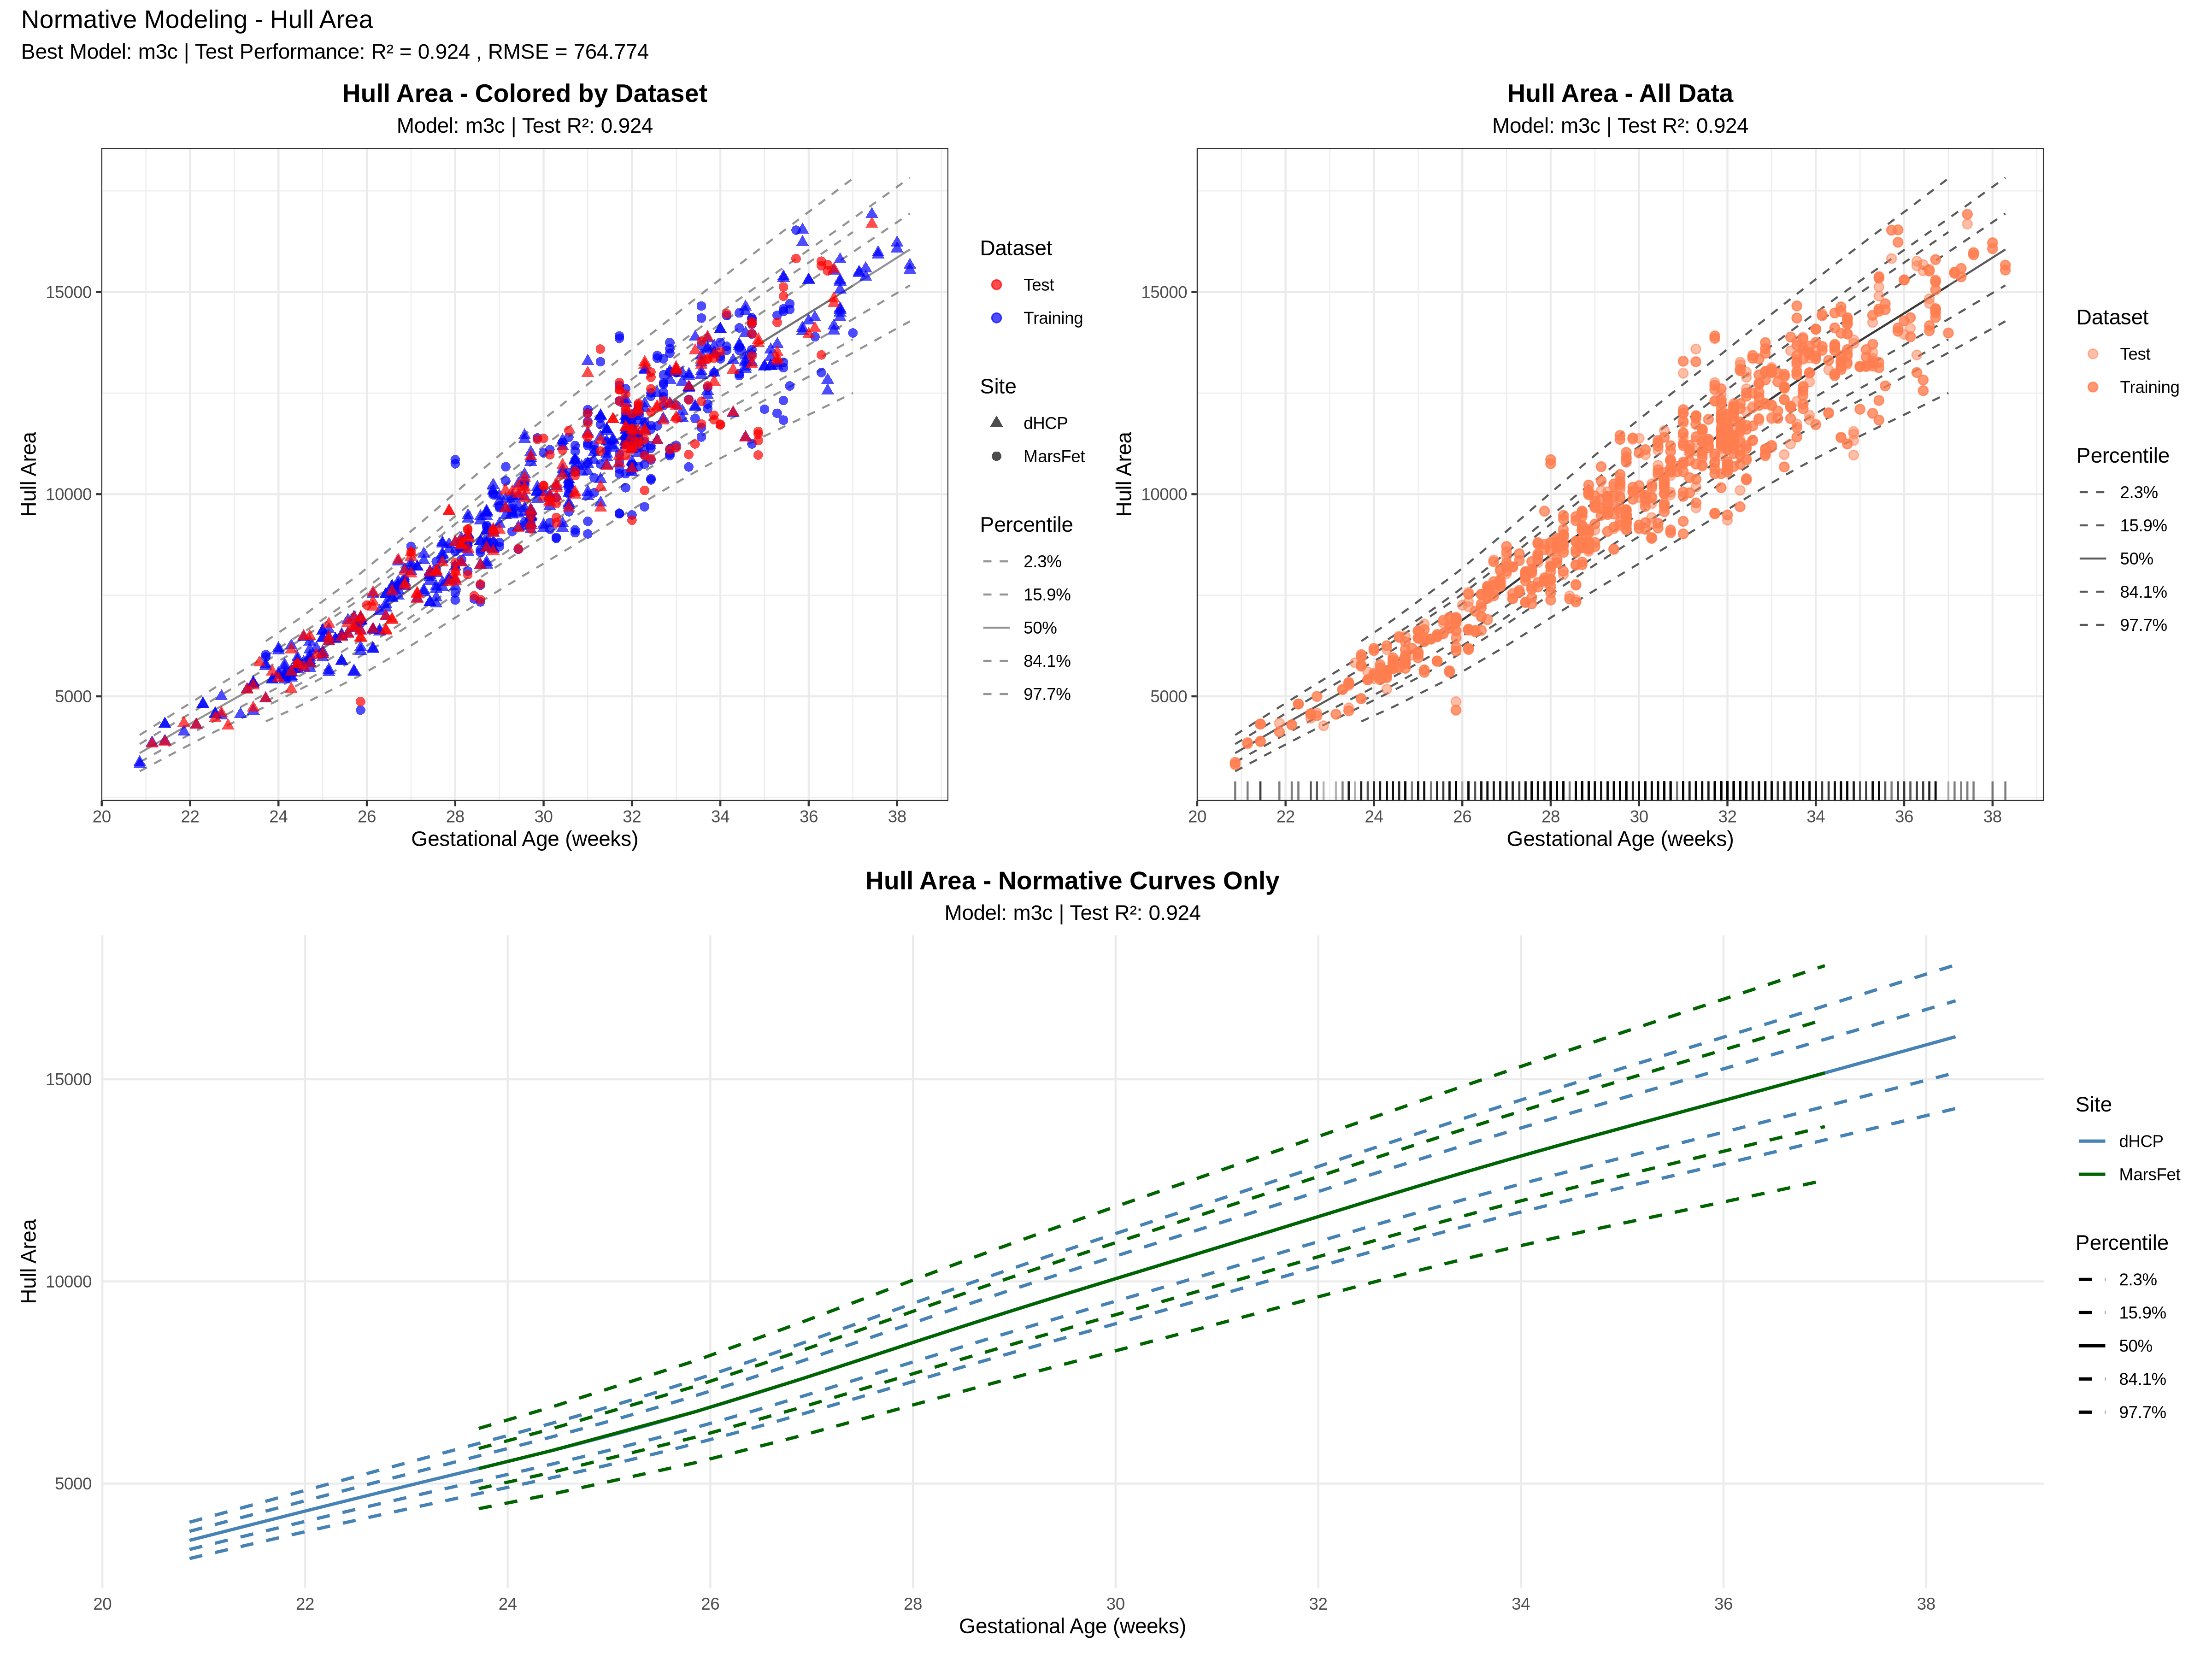 Normative Modeling - Hull Area
Best Model: m3c | Test Performance: R² = 0.924 , RMSE = 764.774
Hull Area - Colored by Dataset
Model: m3c | Test R²: 0.924
Hull Area
15000
10000
5000
20 22 24 26 28 30 32 34 36 38
Gestational Age (weeks)
Dataset
Test
Training
Site
dHCP
MarsFet
Percentile
2.3%
15.9%
50%
84.1%
97.7%
Hull Area - All Data
Model: m3c | Test R²: 0.924
Hull Area
15000
10000
5000
20 22 24 26 28 30 32 34 36 38
Gestational Age (weeks)
Dataset
Test
Training
Percentile
2.3%
15.9%
50%
84.1%
97.7%
Hull Area - Normative Curves Only
Model: m3c | Test R²: 0.924
Hull Area
15000
10000
5000
20 22 24 26 28 30 32 34 36 38
Gestational Age (weeks)
Site
dHCP
MarsFet
Percentile
2.3%
15.9%
50%
84.1%
97.7%